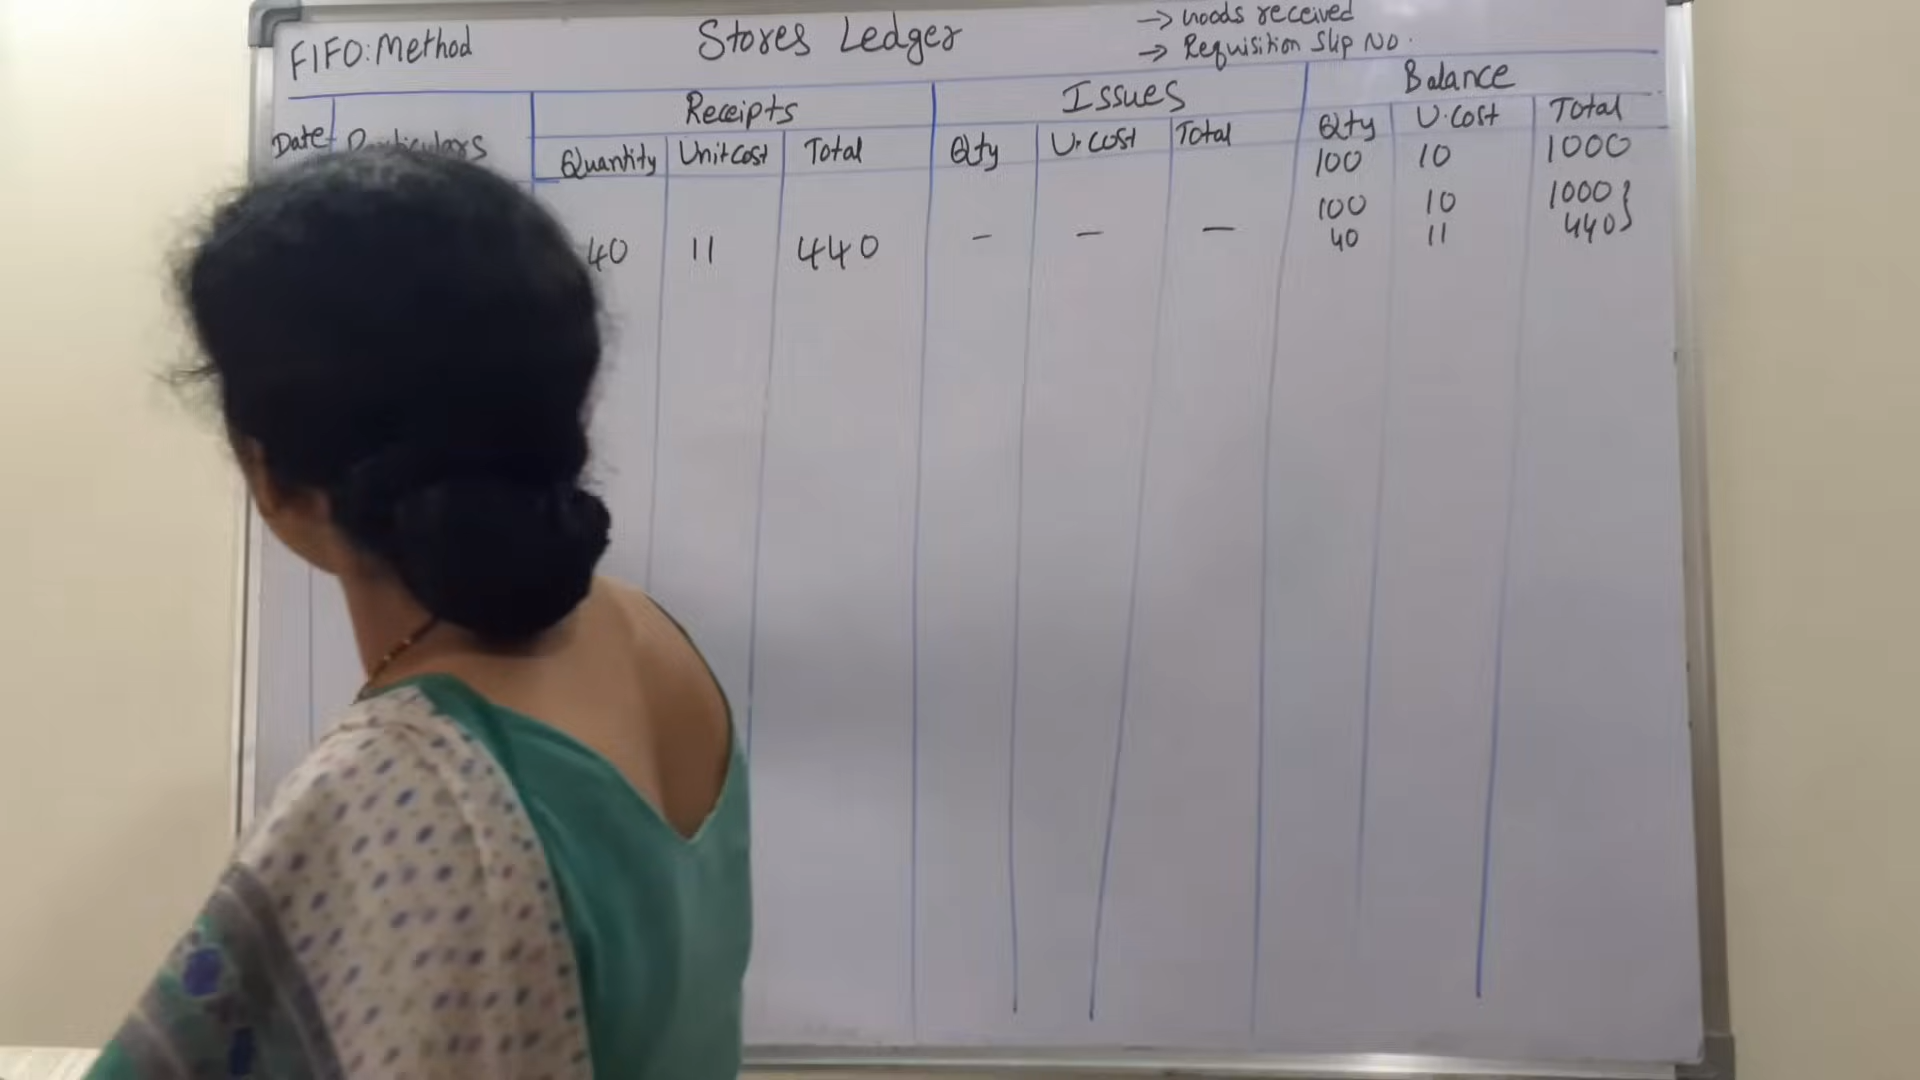 FIFO: Method
Stores Ledger
→ Goods received
→ Requisition Slip No.
Date Particulars Receipts Issues Balance
Quantity Unit cost Total Qty U. cost Total Qty U. cost Total
100 10 1000
100 10 1000 }
40 11 440 — — — 40 11 440 }